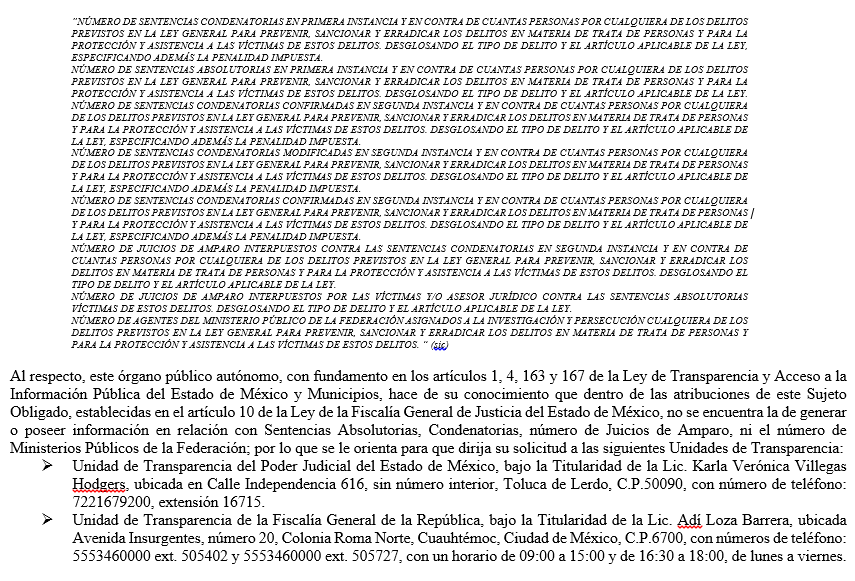 "NÚMERO DE SENTENCIAS CONDENATORIAS EN PRIMERA INSTANCIA Y EN CONTRA DE CUANTAS PERSONAS POR CUALQUIERA DE LOS DELITOS
PREVISTOS EN LA LEY GENERAL PARA PREVENIR, SANCIONAR Y ERRADICAR LOS DELITOS EN MATERIA DE TRATA DE PERSONAS Y PARA LA
PROTECCIÓN Y ASISTENCIA A LAS VÍCTIMAS DE ESTOS DELITOS. DESGLOSANDO EL TIPO DE DELITO Y EL ARTÍCULO APLICABLE DE LA LEY,
ESPECIFICANDO ADEMÁS LA PENALIDAD IMPUESTA.
NÚMERO DE SENTENCIAS ABSOLUTORIAS EN PRIMERA INSTANCIA Y EN CONTRA DE CUANTAS PERSONAS POR CUALQUIERA DE LOS DELITOS
PREVISTOS EN LA LEY GENERAL PARA PREVENIR, SANCIONAR Y ERRADICAR LOS DELITOS EN MATERIA DE TRATA DE PERSONAS Y PARA LA
PROTECCIÓN Y ASISTENCIA A LAS VÍCTIMAS DE ESTOS DELITOS. DESGLOSANDO EL TIPO DE DELITO Y EL ARTÍCULO APLICABLE DE LA LEY.
NÚMERO DE SENTENCIAS CONDENATORIAS CONFIRMADAS EN SEGUNDA INSTANCIA Y EN CONTRA DE CUANTAS PERSONAS POR CUALQUIERA
DE LOS DELITOS PREVISTOS EN LA LEY GENERAL PARA PREVENIR, SANCIONAR Y ERRADICAR LOS DELITOS EN MATERIA DE TRATA DE PERSONAS
Y PARA LA PROTECCIÓN Y ASISTENCIA A LAS VÍCTIMAS DE ESTOS DELITOS. DESGLOSANDO EL TIPO DE DELITO Y EL ARTÍCULO APLICABLE DE
LA LEY, ESPECIFICANDO ADEMÁS LA PENALIDAD IMPUESTA.
NÚMERO DE SENTENCIAS CONDENATORIAS MODIFICADAS EN SEGUNDA INSTANCIA Y EN CONTRA DE CUANTAS PERSONAS POR CUALQUIERA
DE LOS DELITOS PREVISTOS EN LA LEY GENERAL PARA PREVENIR, SANCIONAR Y ERRADICAR LOS DELITOS EN MATERIA DE TRATA DE PERSONAS
Y PARA LA PROTECCIÓN Y ASISTENCIA A LAS VÍCTIMAS DE ESTOS DELITOS. DESGLOSANDO EL TIPO DE DELITO Y EL ARTÍCULO APLICABLE DE
LA LEY, ESPECIFICANDO ADEMÁS LA PENALIDAD IMPUESTA.
NÚMERO DE SENTENCIAS CONDENATORIAS CONFIRMADAS EN SEGUNDA INSTANCIA Y EN CONTRA DE CUANTAS PERSONAS POR CUALQUIERA
DE LOS DELITOS PREVISTOS EN LA LEY GENERAL PARA PREVENIR, SANCIONAR Y ERRADICAR LOS DELITOS EN MATERIA DE TRATA DE PERSONAS
Y PARA LA PROTECCIÓN Y ASISTENCIA A LAS VÍCTIMAS DE ESTOS DELITOS. DESGLOSANDO EL TIPO DE DELITO Y EL ARTÍCULO APLICABLE DE
LA LEY, ESPECIFICANDO ADEMÁS LA PENALIDAD IMPUESTA.
NÚMERO DE JUICIOS DE AMPARO INTERPUESTOS CONTRA LAS SENTENCIAS CONDENATORIAS EN SEGUNDA INSTANCIA Y EN CONTRA DE
CUANTAS PERSONAS POR CUALQUIERA DE LOS DELITOS PREVISTOS EN LA LEY GENERAL PARA PREVENIR, SANCIONAR Y ERRADICAR LOS
DELITOS EN MATERIA DE TRATA DE PERSONAS Y PARA LA PROTECCIÓN Y ASISTENCIA A LAS VÍCTIMAS DE ESTOS DELITOS. DESGLOSANDO EL
TIPO DE DELITO Y EL ARTÍCULO APLICABLE DE LA LEY.
NÚMERO DE JUICIOS DE AMPARO INTERPUESTOS POR LAS VÍCTIMAS Y/O ASESOR JURÍDICO CONTRA LAS SENTENCIAS ABSOLUTORIAS
VÍCTIMAS DE ESTOS DELITOS. DESGLOSANDO EL TIPO DE DELITO Y EL ARTÍCULO APLICABLE DE LA LEY.
NÚMERO DE AGENTES DEL MINISTERIO PÚBLICO DE LA FEDERACIÓN ASIGNADOS A LA INVESTIGACIÓN Y PERSECUCIÓN CUALQUIERA DE LOS
DELITOS PREVISTOS EN LA LEY GENERAL PARA PREVENIR, SANCIONAR Y ERRADICAR LOS DELITOS EN MATERIA DE TRATA DE PERSONAS Y
PARA LA PROTECCIÓN Y ASISTENCIA A LAS VÍCTIMAS DE ESTOS DELITOS. " (sic)
Al respecto, este órgano público autónomo, con fundamento en los artículos 1, 4, 163 y 167 de la Ley de Transparencia y Acceso a la
Información Pública del Estado de México y Municipios, hace de su conocimiento que dentro de las atribuciones de este Sujeto
Obligado, establecidas en el artículo 10 de la Ley de la Fiscalía General de Justicia del Estado de México, no se encuentra la de generar
o poseer información en relación con Sentencias Absolutorias, Condenatorias, número de Juicios de Amparo, ni el número de
Ministerios Públicos de la Federación; por lo que se le orienta para que dirija su solicitud a las siguientes Unidades de Transparencia:
➢ Unidad de Transparencia del Poder Judicial del Estado de México, bajo la Titularidad de la Lic. Karla Verónica Villegas
Hodgers, ubicada en Calle Independencia 616, sin número interior, Toluca de Lerdo, C.P.50090, con número de teléfono:
7221679200, extensión 16715.
➢ Unidad de Transparencia de la Fiscalía General de la República, bajo la Titularidad de la Lic. Adí Loza Barrera, ubicada
Avenida Insurgentes, número 20, Colonia Roma Norte, Cuauhtémoc, Ciudad de México, C.P.6700, con números de teléfono:
5553460000 ext. 505402 y 5553460000 ext. 505727, con un horario de 09:00 a 15:00 y de 16:30 a 18:00, de lunes a viernes.